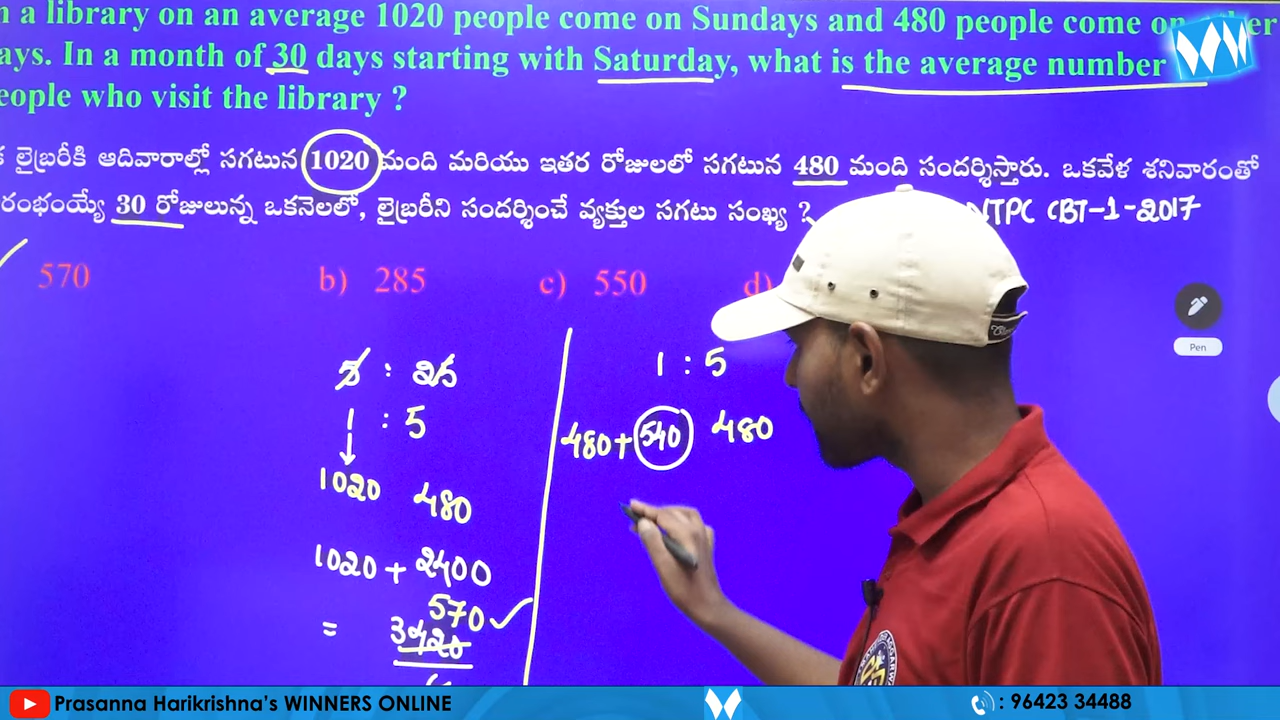 n a library on an average 1020 people come on Sundays and 480 people come on
ays. In a month of 30 days starting with Saturday, what is the average number
eople who visit the library ?
క లైబ్రరీకి ఆదివారాల్లో సగటున 1020 మంది మరియు ఇతర రోజులలో సగటున 480 మంది సందర్శిస్తారు. ఒకవేళ శనివారంతో
రంభంయ్యే 30 రోజులున్న ఒకనెలలో, లైబ్రరీని సందర్శించే వ్యక్తుల సగటు సంఖ్య ?
NTPC CBT-1-2017
570 b) 285 c) 550 d)
5 : 25
1 : 5
1020 480
1020 + 2400
570
= 3420
1 : 5
480+540 480
Pen
Prasanna Harikrishna's WINNERS ONLINE
: 96423 34488